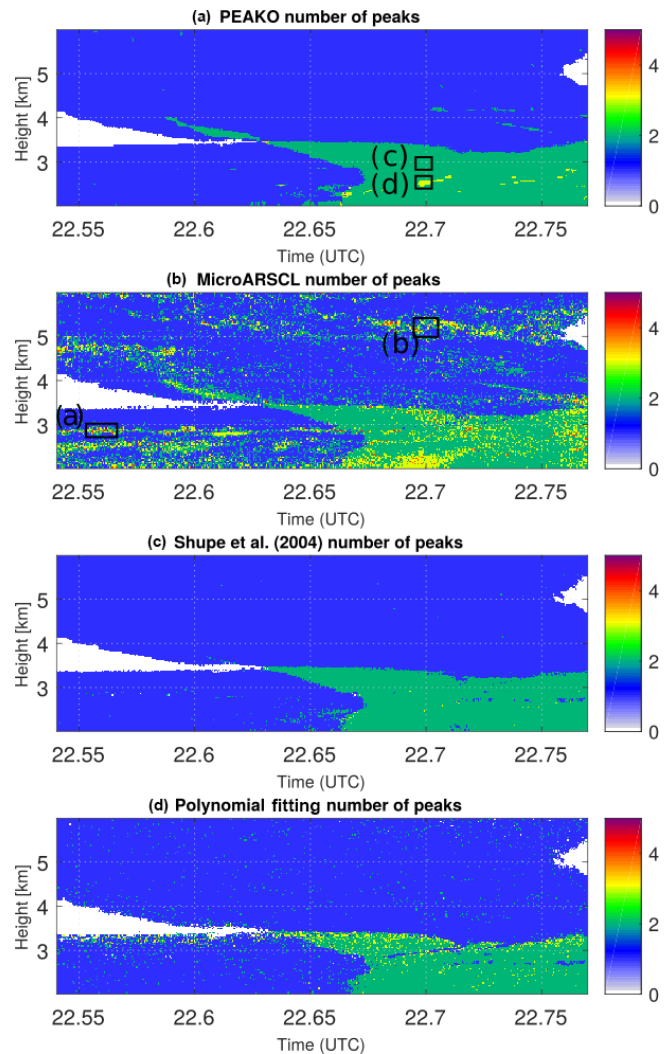 (a) PEAKO number of peaks
Height [km]
5
4
3
(c)
(d)
22.55 22.6 22.65 22.7 22.75
Time (UTC)
4
2
0
(b) MicroARSCL number of peaks
Height [km]
5
4
3
(b)
(a)
22.55 22.6 22.65 22.7 22.75
Time (UTC)
4
2
0
(c) Shupe et al. (2004) number of peaks
Height [km]
5
4
3
22.55 22.6 22.65 22.7 22.75
Time (UTC)
4
2
0
(d) Polynomial fitting number of peaks
Height [km]
5
4
3
22.55 22.6 22.65 22.7 22.75
Time (UTC)
4
2
0